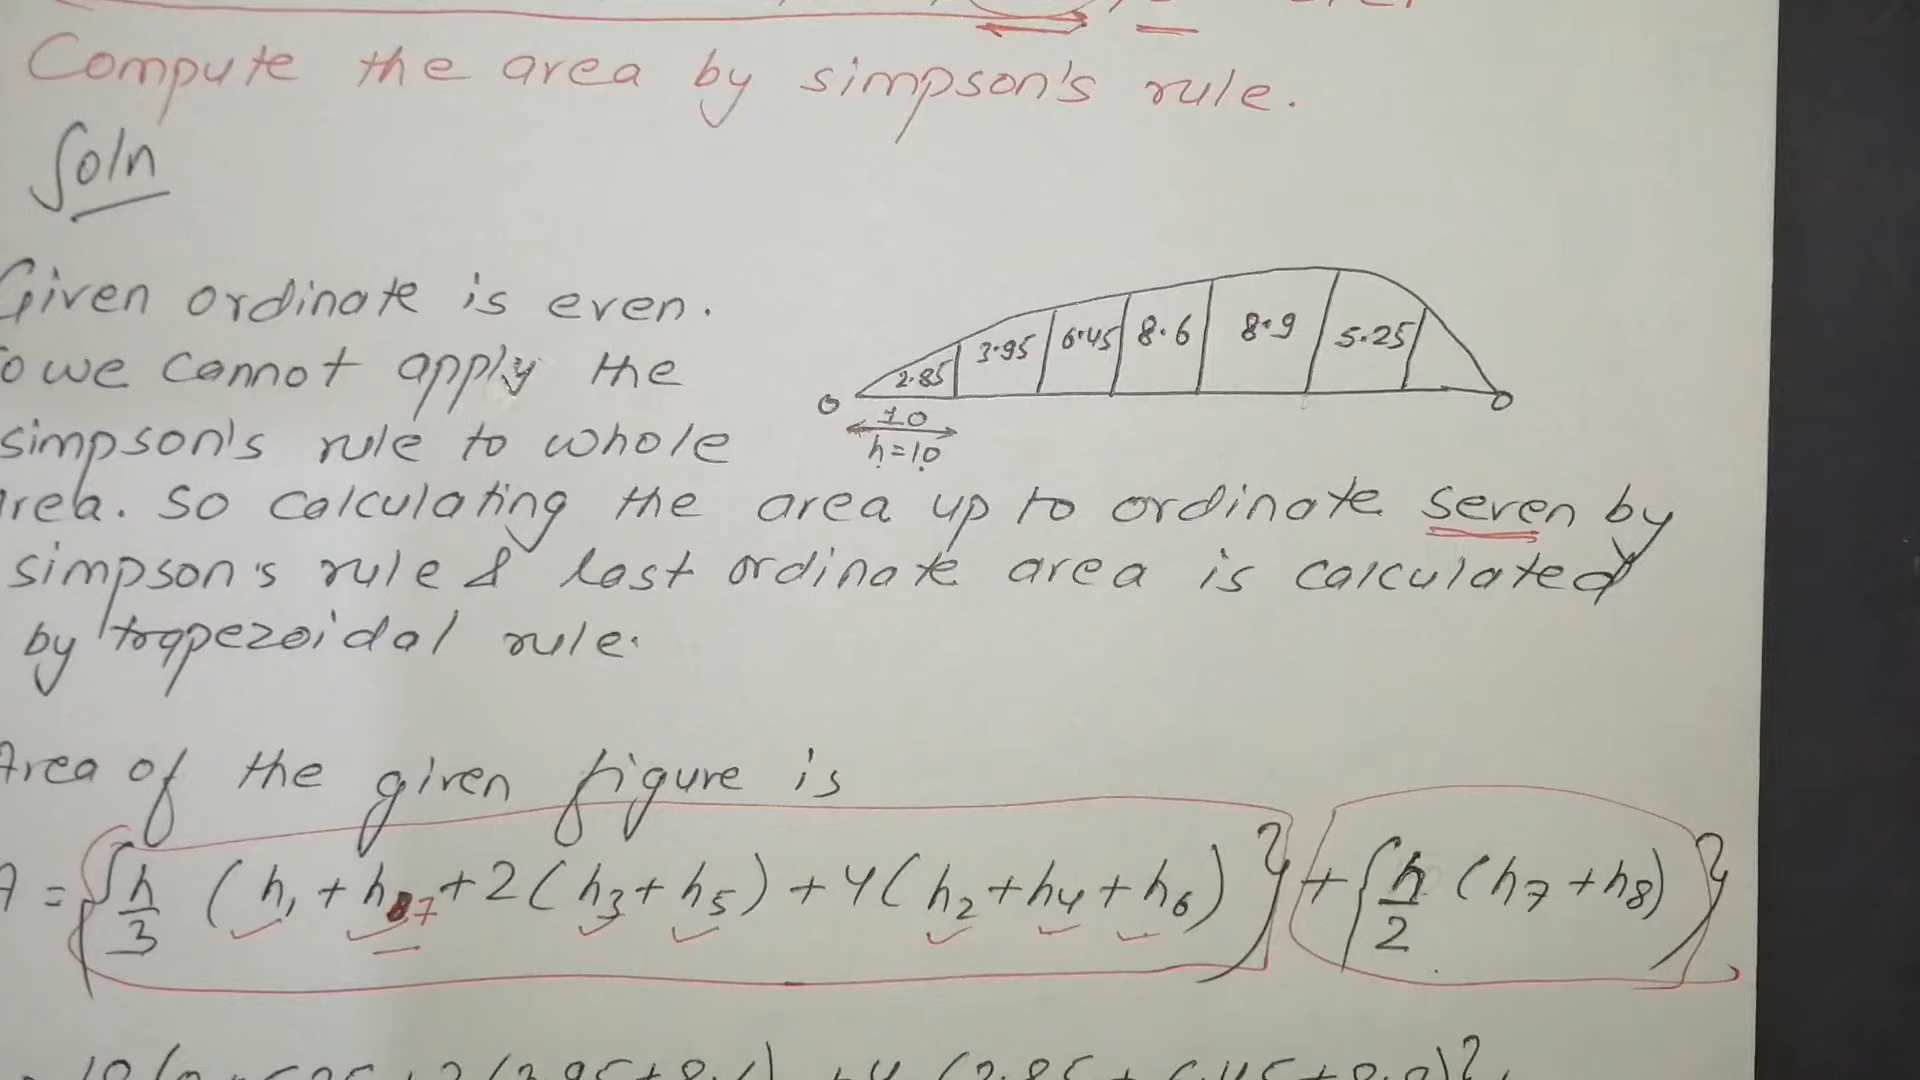 Compute the area by simpson's rule.
Soln
Given ordinate is even.
so we cannot apply the
simpson's rule to whole
area. So calculating the area up to ordinate seven by
simpson's rule & last ordinate area is calculated
by trapezoidal rule.
0 2.85 3.95 6.45 8.6 8.9 5.25 0
10
h=10
Area of the given figure is
A = {h/3 (h₁ + h₇ + 2(h₃ + h₅) + 4(h₂ + h₄ + h₆)} + {h/2 (h₇ + h₈)}